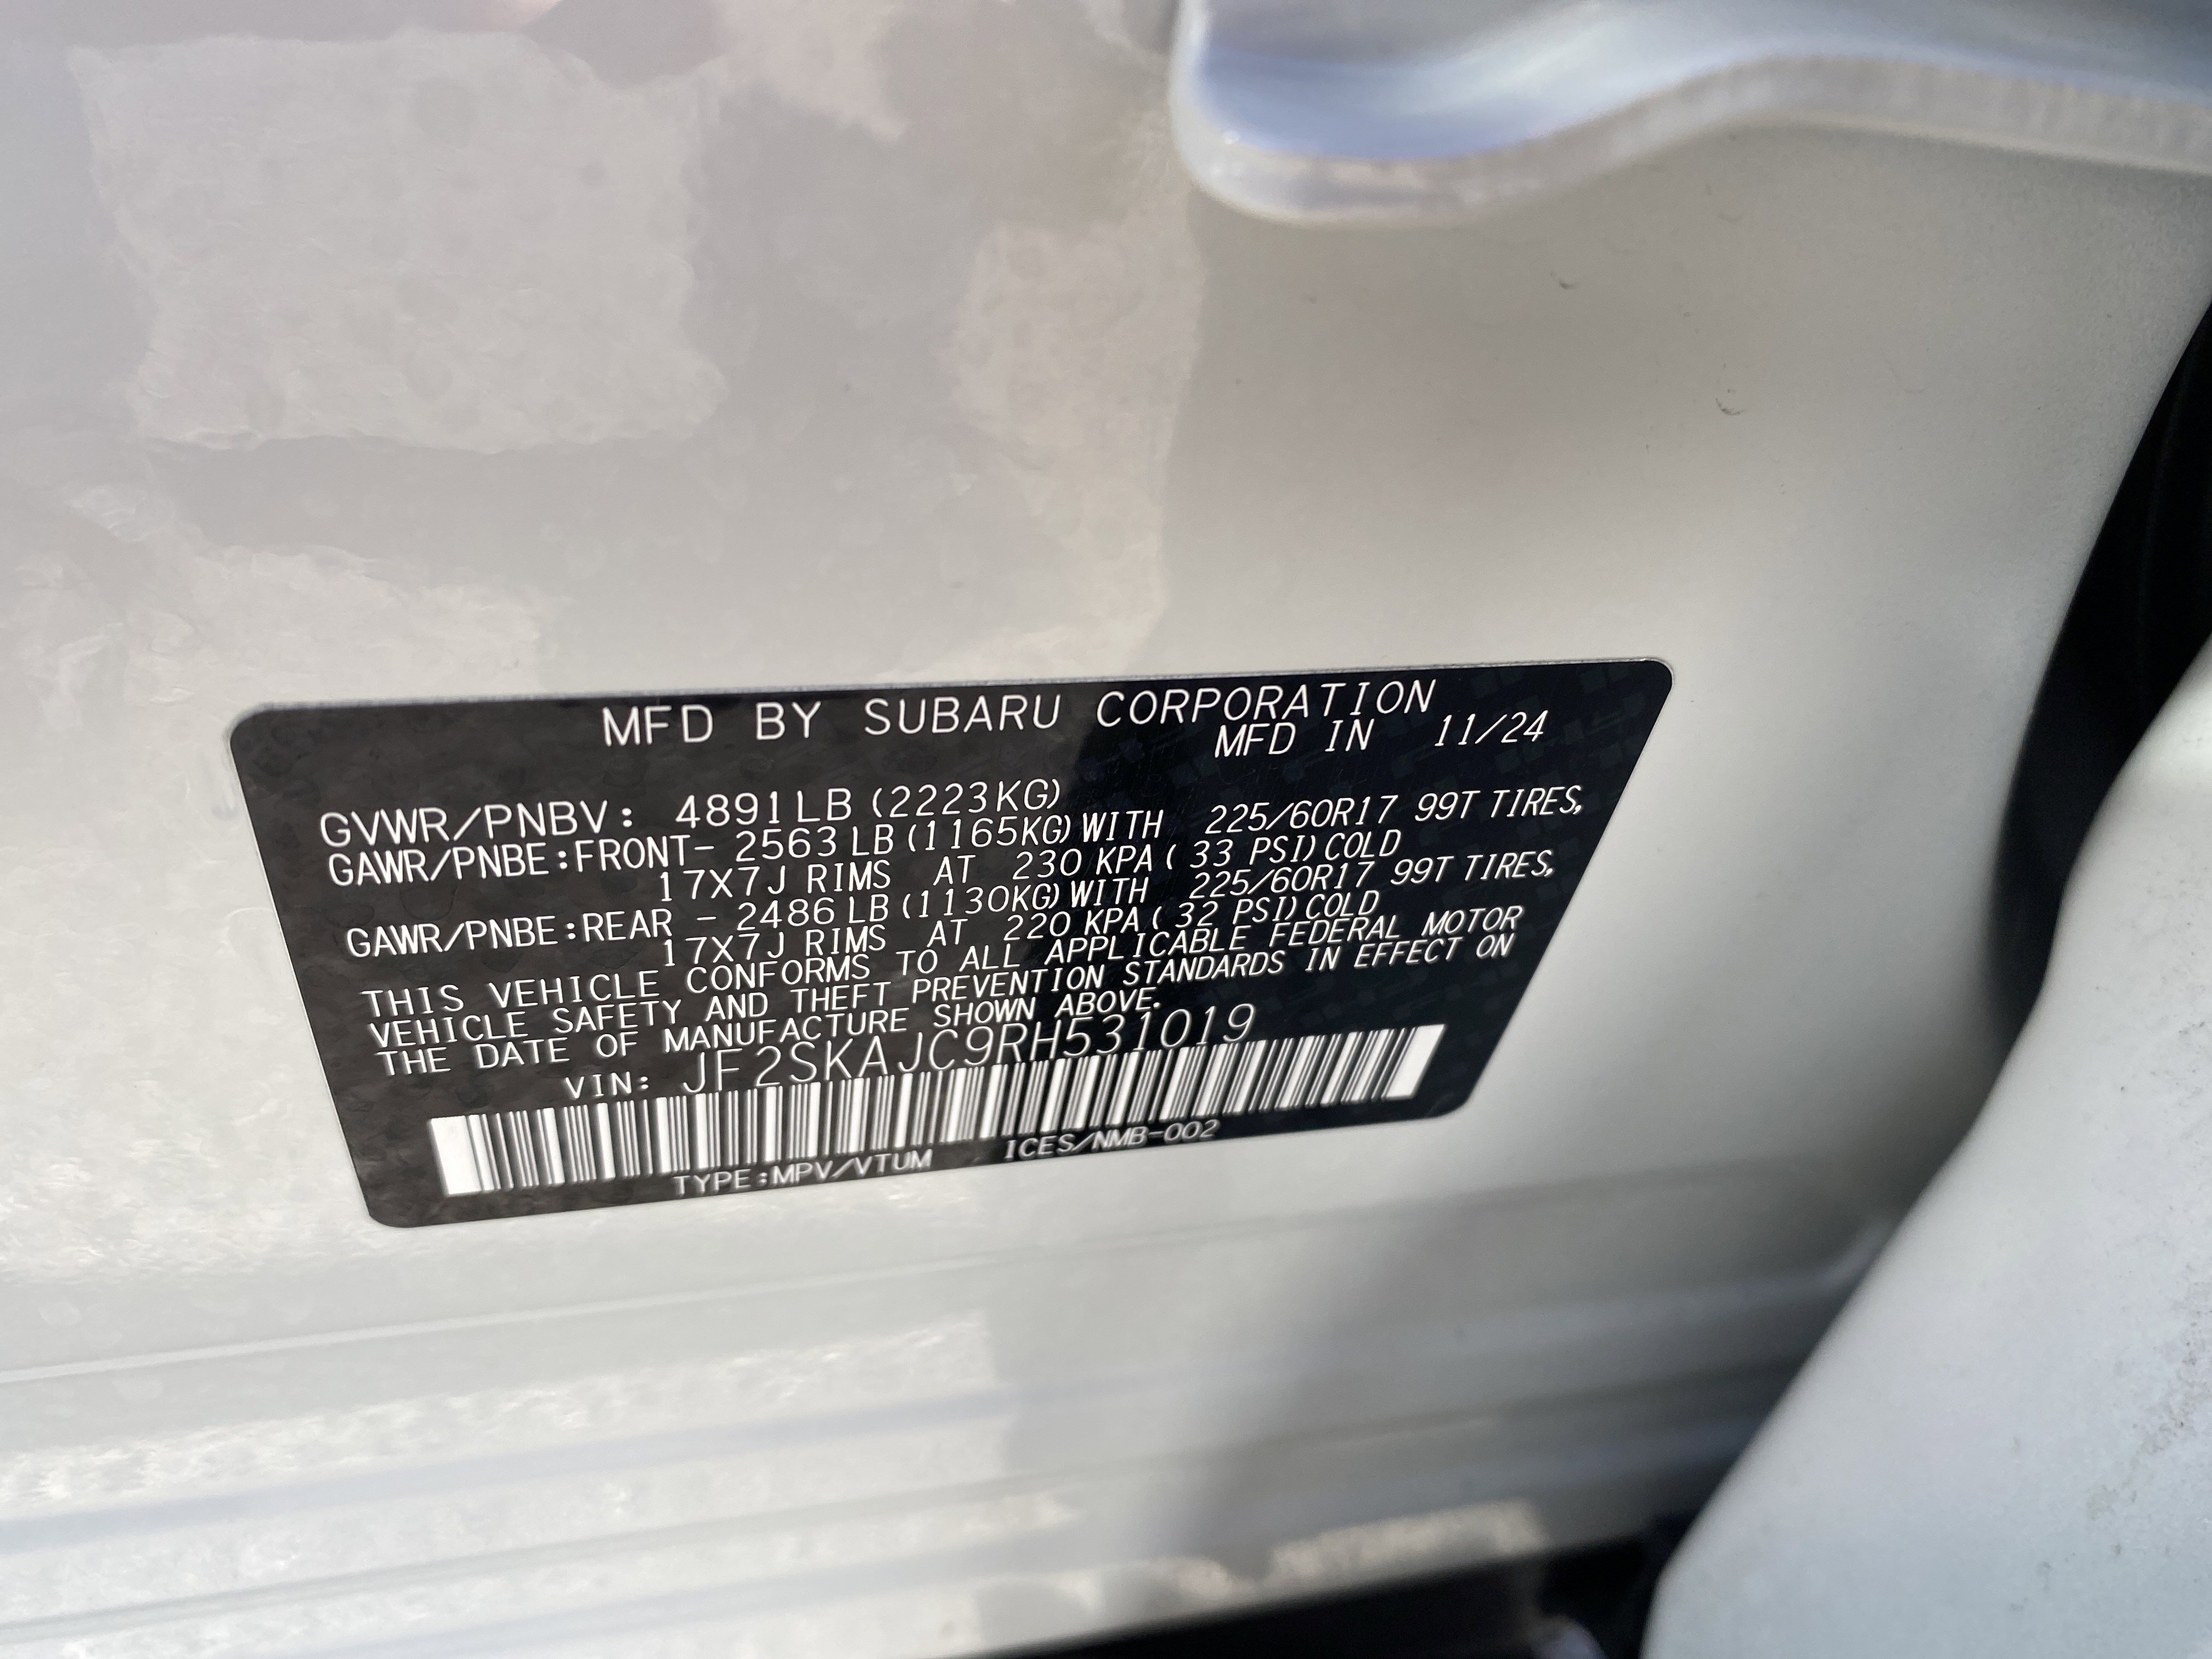 MFD BY SUBARU CORPORATION
MFD IN 11/24
GVWR/PNBV: 4891LB (2223KG)
GAWR/PNBE:FRONT- 2563LB(1165KG)WITH 225/60R17 99T TIRES,
17X7J RIMS AT 230 KPA( 33 PSI)COLD
GAWR/PNBE:REAR - 2486LB(1130KG)WITH 225/60R17 99T TIRES,
17X7J RIMS AT 220 KPA( 32 PSI)COLD
THIS VEHICLE CONFORMS TO ALL APPLICABLE FEDERAL MOTOR
VEHICLE SAFETY AND THEFT PREVENTION STANDARDS IN EFFECT ON
THE DATE OF MANUFACTURE SHOWN ABOVE.
VIN: JF2SKAJC9RH531019
TYPE:MPV/VTUM ICES/NMB-002